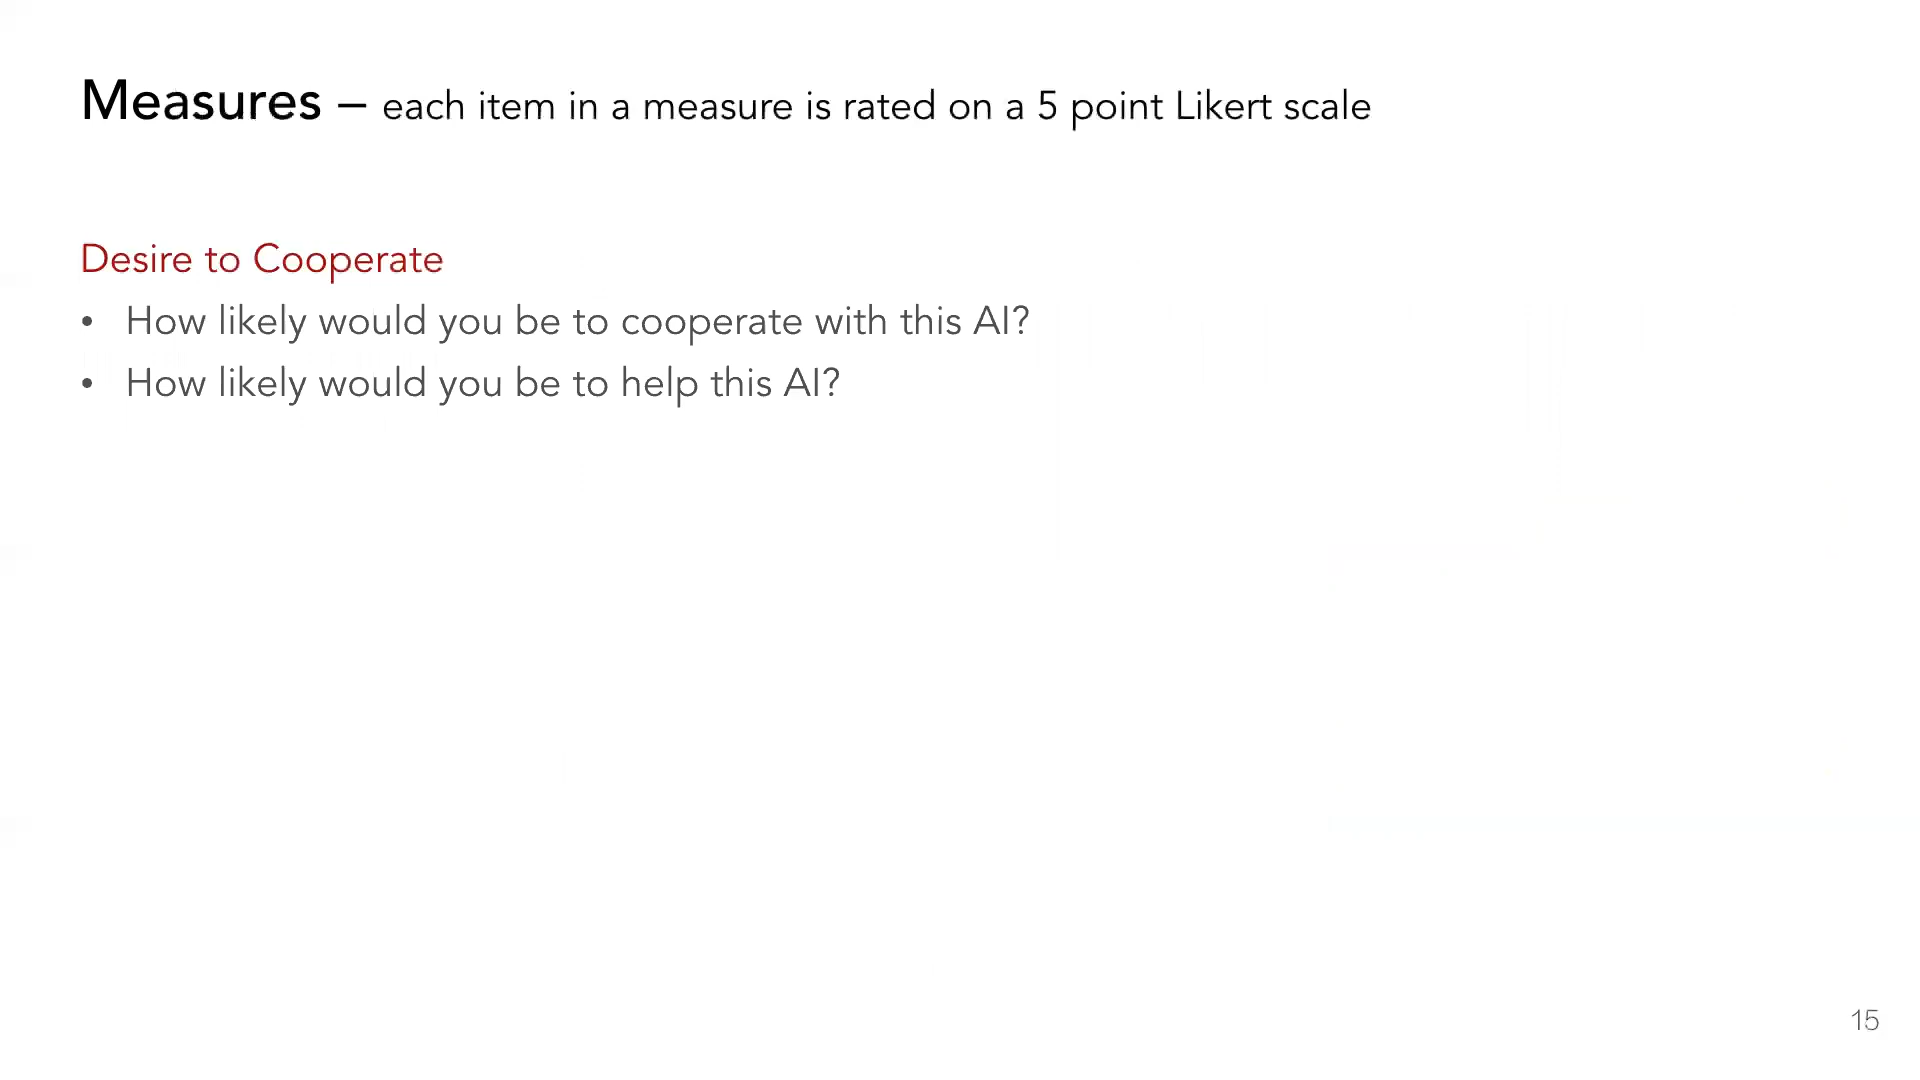 Measures – each item in a measure is rated on a 5 point Likert scale
Desire to Cooperate
• How likely would you be to cooperate with this AI?
• How likely would you be to help this AI?
15